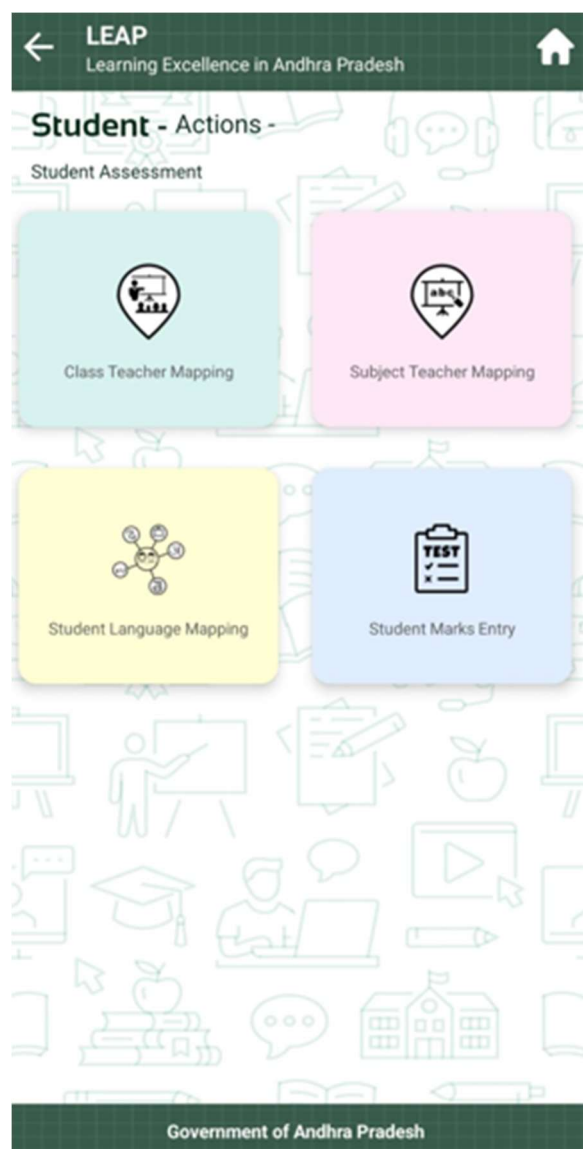 LEAP
Learning Excellence in Andhra Pradesh
Student - Actions -
Student Assessment
abc
Class Teacher Mapping
Subject Teacher Mapping
TEST
Student Language Mapping
Student Marks Entry
Government of Andhra Pradesh